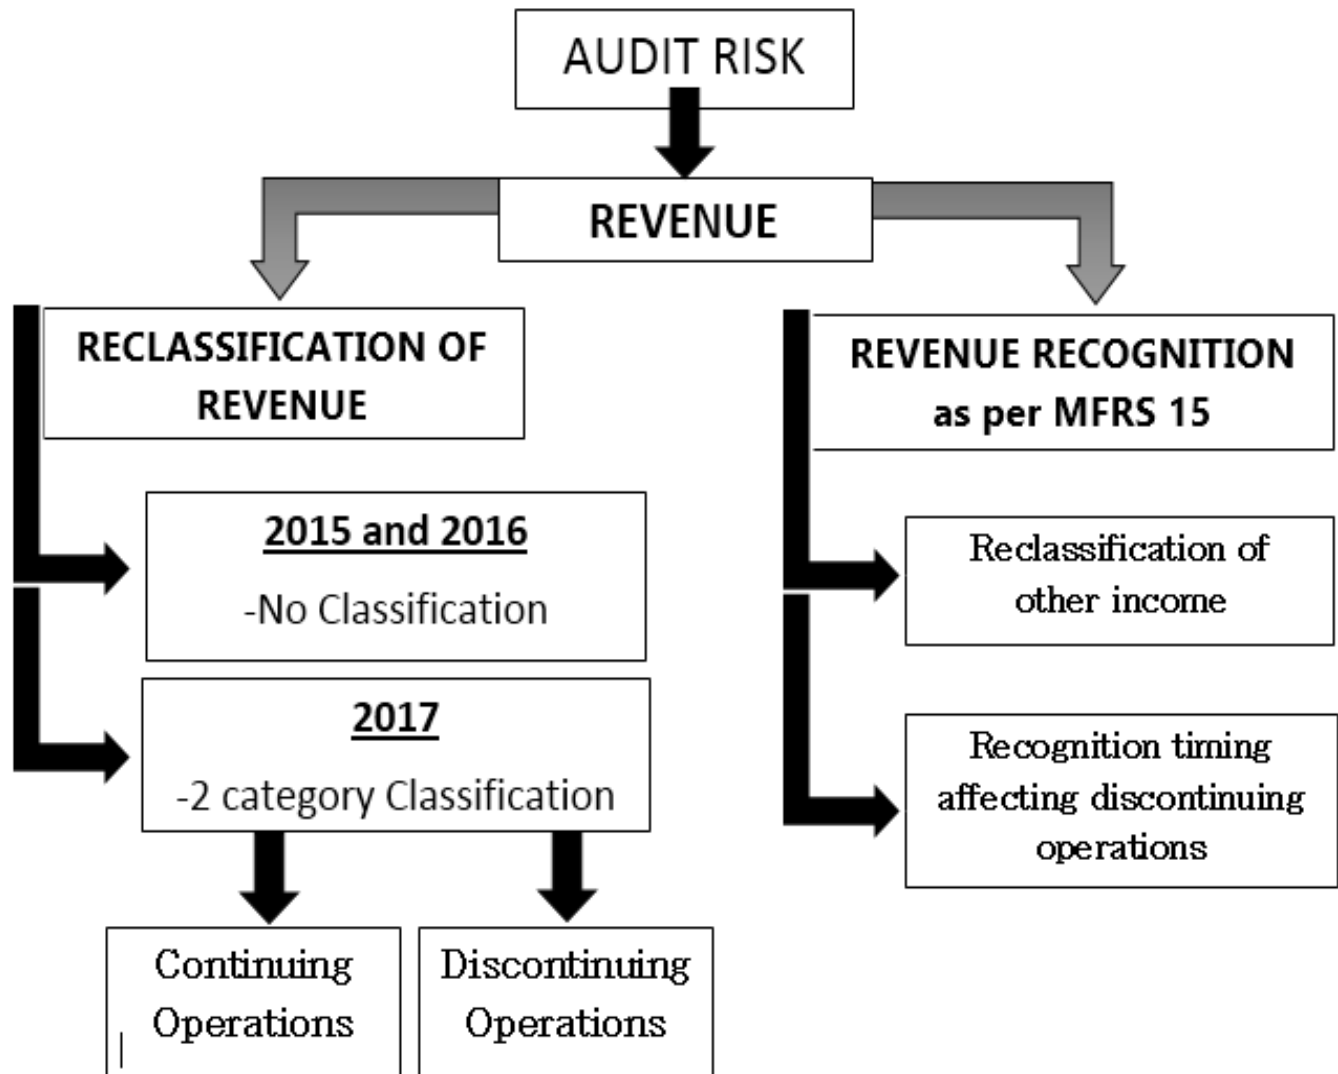 AUDIT RISK
REVENUE
RECLASSIFICATION OF
REVENUE
2015 and 2016
-No Classification
2017
-2 category Classification
Continuing
Operations
Discontinuing
Operations
REVENUE RECOGNITION
as per MFRS 15
Reclassification of
other income
Recognition timing
affecting discontinuing
operations